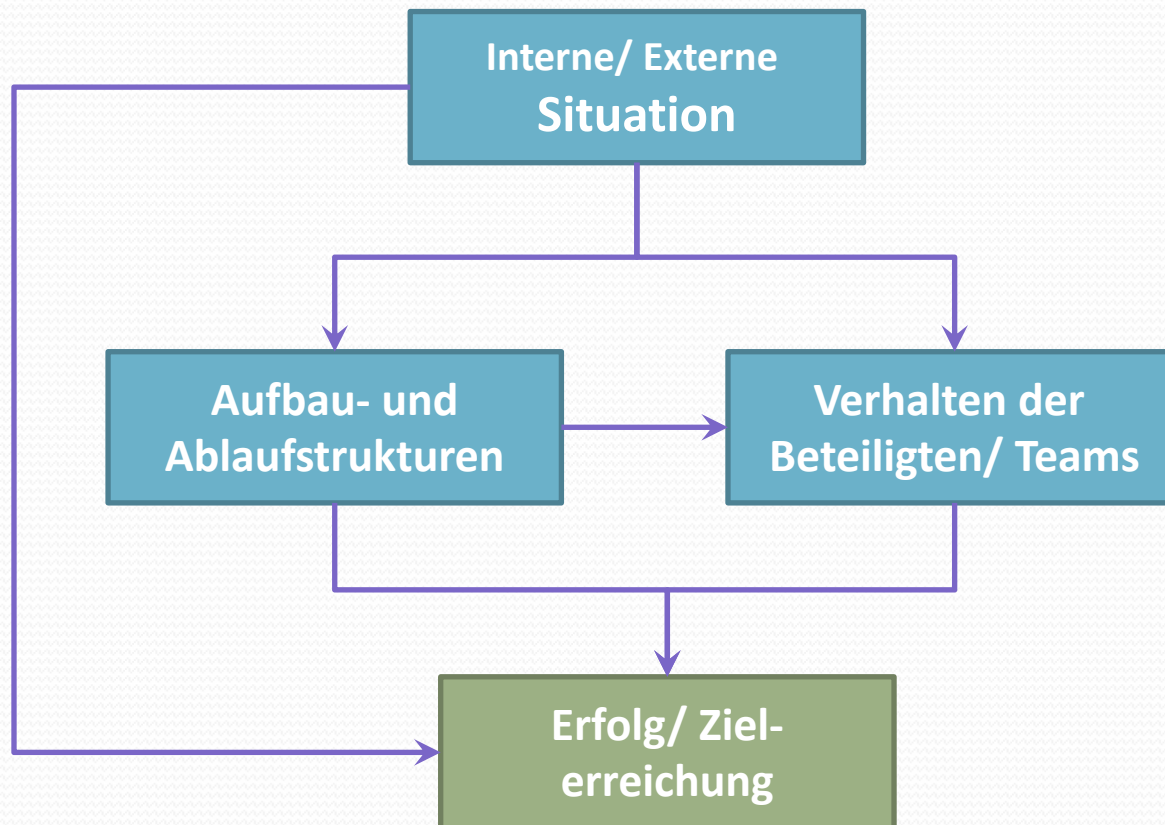 Interne/ Externe
Situation
Aufbau- und
Ablaufstrukturen
Verhalten der
Beteiligten/ Teams
Erfolg/ Ziel-
erreichung